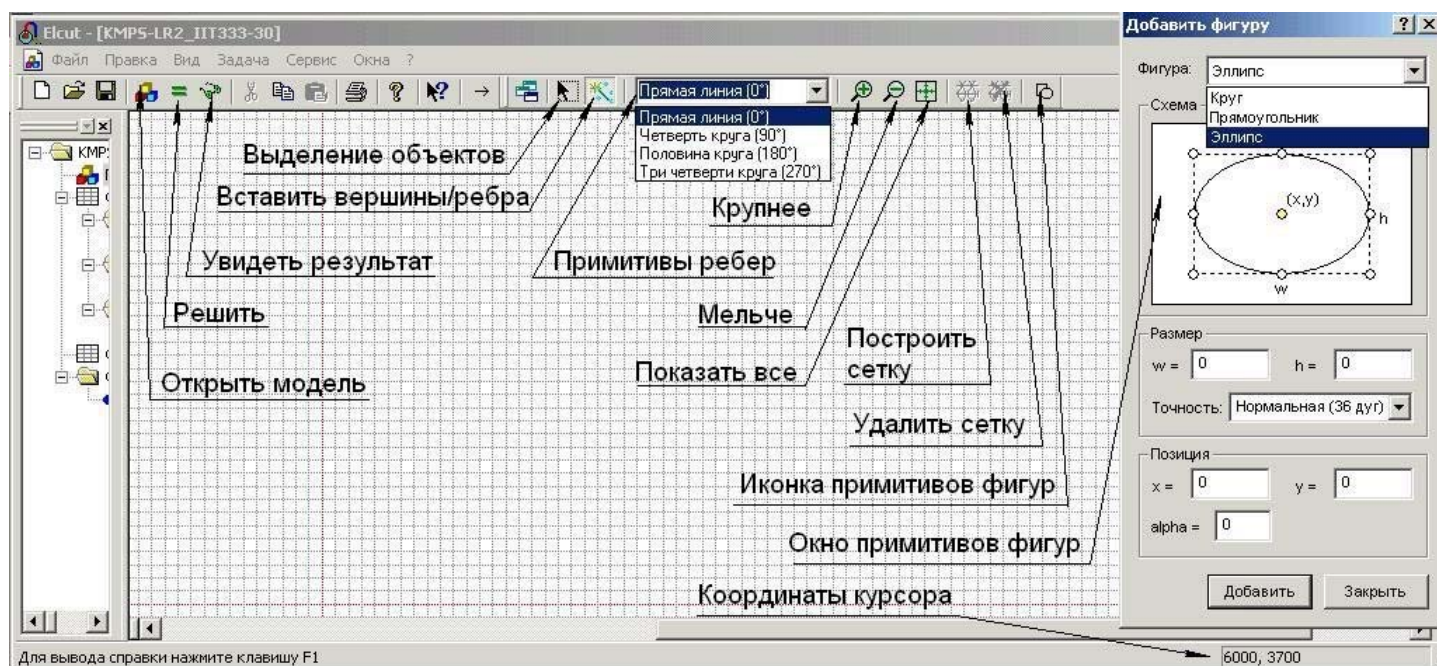 Elcut - [KMPS-LR2_IIT333-30]
Файл Правка Вид Задача Сервис Окна ?
Прямая линия (0°)
Прямая линия (0°)
Четверть круга (90°)
Половина круга (180°)
Три четверти круга (270°)
KMP
Выделение объектов
Вставить вершины/ребра
Крупнее
Увидеть результат
Примитивы ребер
Решить
Мельче
Построить
сетку
Открыть модель
Показать все
Удалить сетку
Иконка примитивов фигур
Окно примитивов фигур
Координаты курсора
Для вывода справки нажмите клавишу F1
6000, 3700
Добавить фигуру
Фигура: Эллипс
Круг
Прямоугольник
Эллипс
Схема
(x,y)
h
w
Размер
w = 0 h = 0
Точность: Нормальная (36 дуг)
Позиция
x = 0 y = 0
alpha = 0
Добавить Закрыть